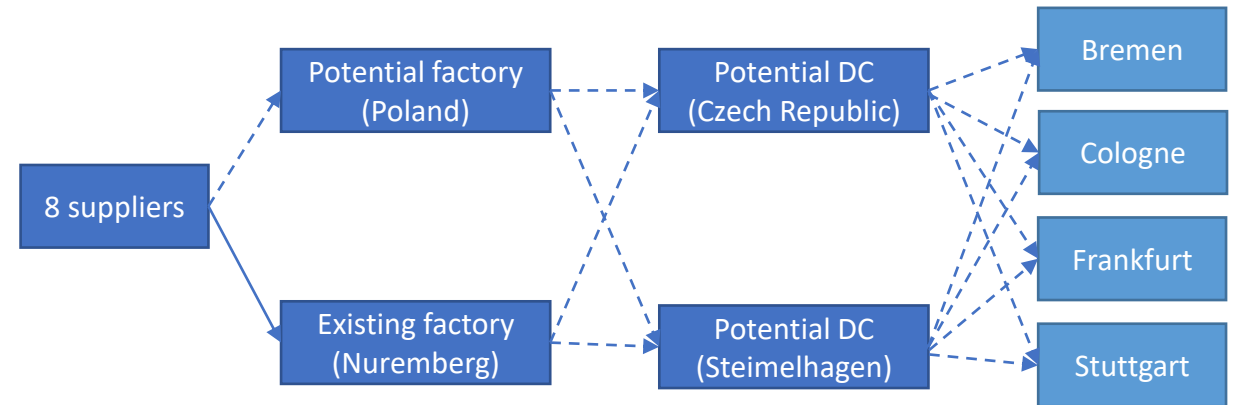 8 suppliers
Potential factory
(Poland)
Existing factory
(Nuremberg)
Potential DC
(Czech Republic)
Potential DC
(Steimelhagen)
Bremen
Cologne
Frankfurt
Stuttgart